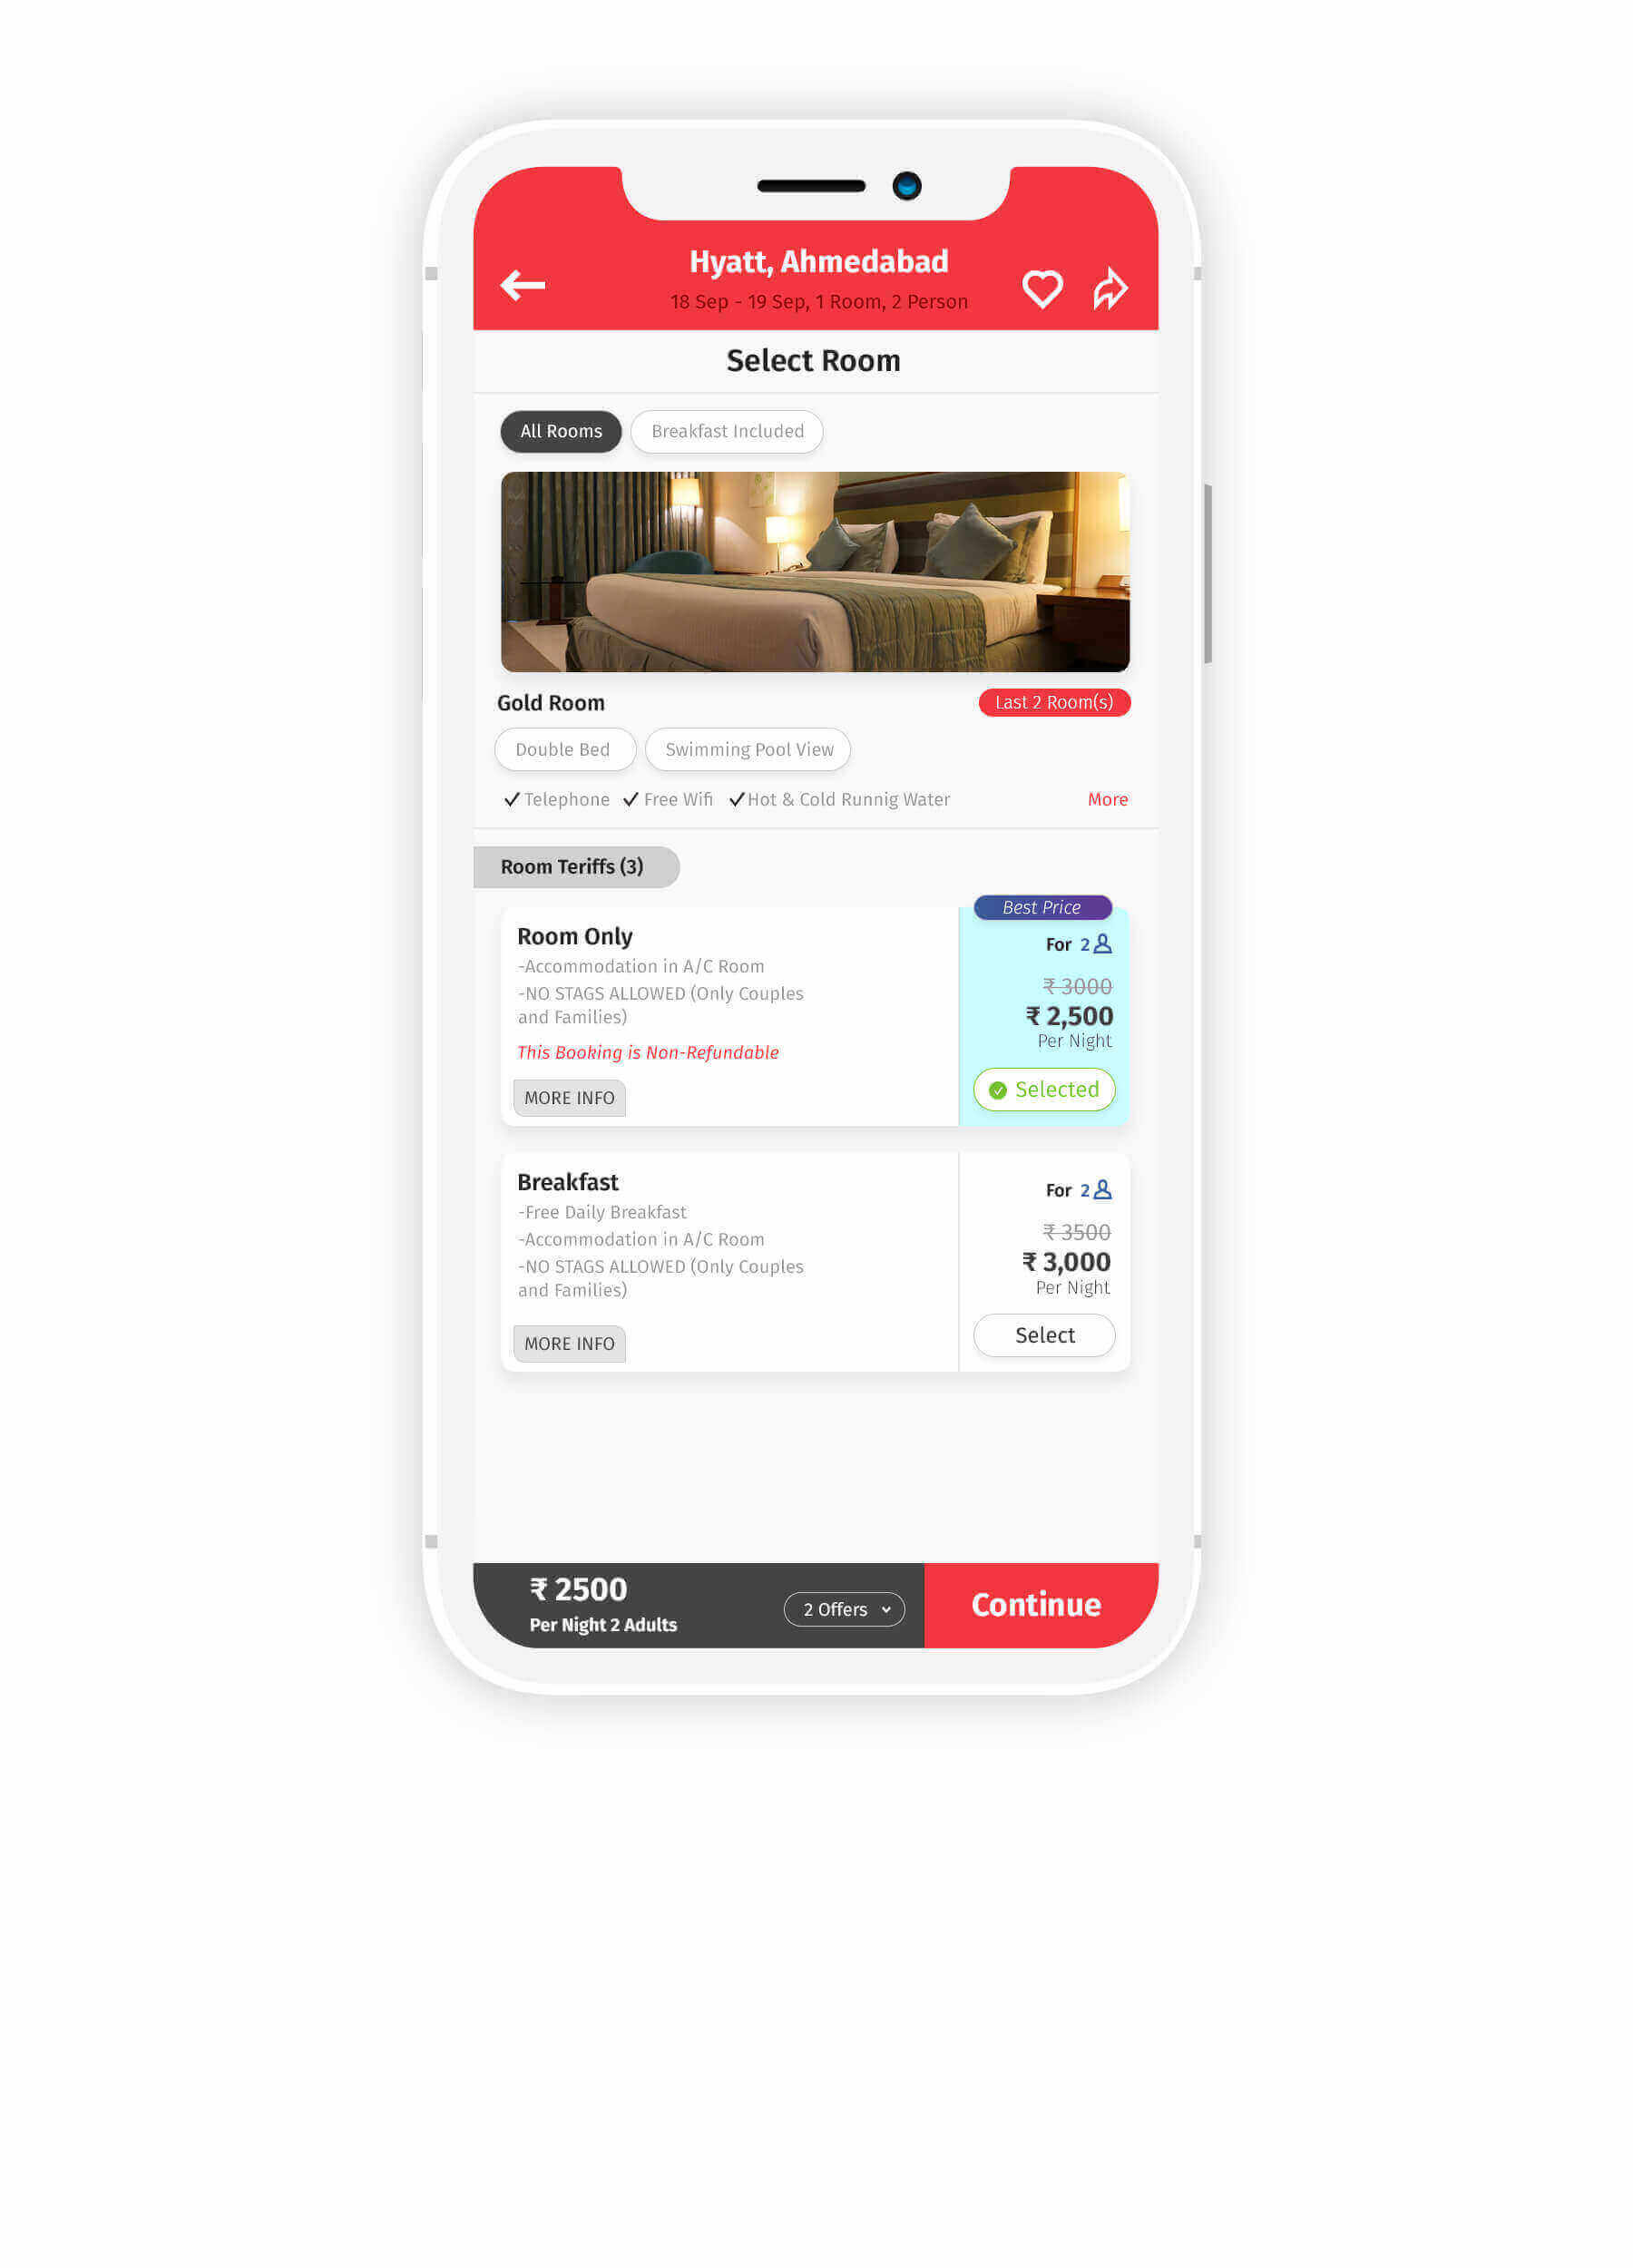 Hyatt, Ahmedabad
18 Sep - 19 Sep, 1 Room, 2 Person
Select Room
All Rooms
Breakfast Included
Gold Room
Last 2 Room(s)
Double Bed
Swimming Pool View
Telephone
Free Wifi
Hot & Cold Runnig Water
More
Room Teriffs (3)
Best Price
Room Only
-Accommodation in A/C Room
-NO STAGS ALLOWED (Only Couples
and Families)
This Booking is Non-Refundable
MORE INFO
For 2
₹ 3000
₹ 2,500
Per Night
Selected
Breakfast
-Free Daily Breakfast
-Accommodation in A/C Room
-NO STAGS ALLOWED (Only Couples
and Families)
MORE INFO
For 2
₹ 3500
₹ 3,000
Per Night
Select
₹ 2500
Per Night 2 Adults
2 Offers
Continue